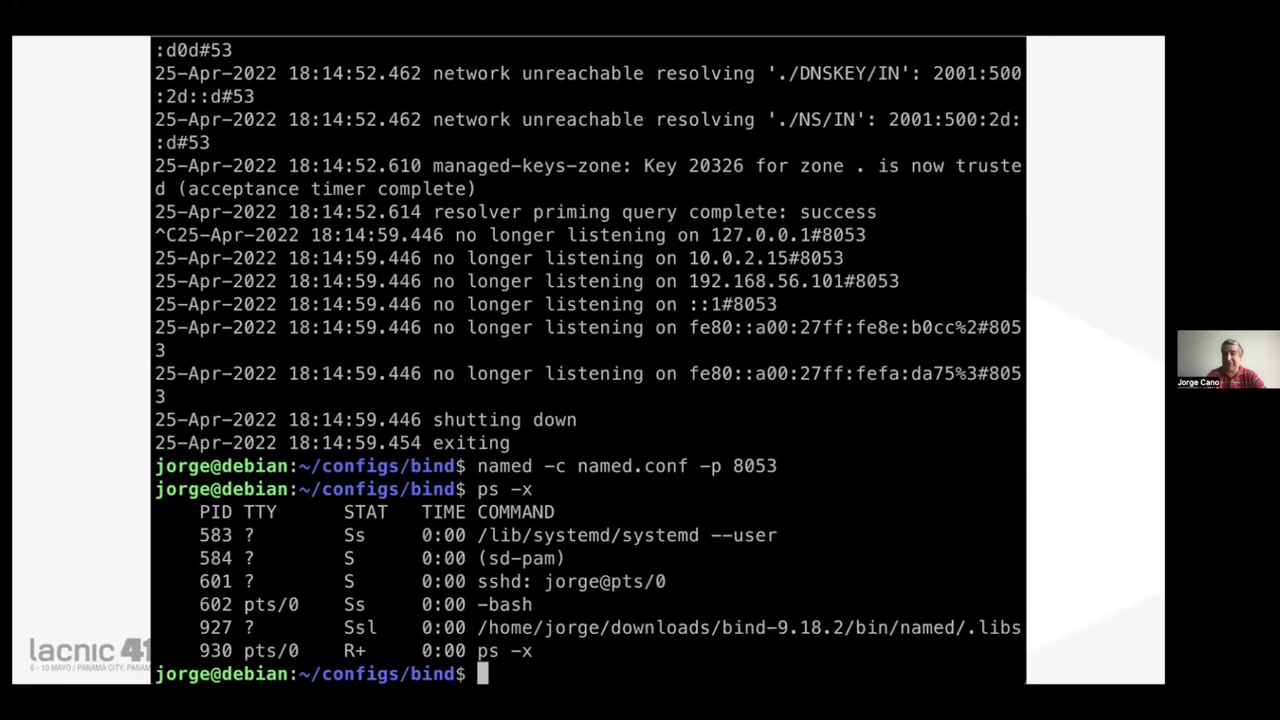 :d0d#53
25-Apr-2022 18:14:52.462 network unreachable resolving './DNSKEY/IN': 2001:500
:2d::d#53
25-Apr-2022 18:14:52.462 network unreachable resolving './NS/IN': 2001:500:2d:
:d#53
25-Apr-2022 18:14:52.610 managed-keys-zone: Key 20326 for zone . is now truste
d (acceptance timer complete)
25-Apr-2022 18:14:52.614 resolver priming query complete: success
^C25-Apr-2022 18:14:59.446 no longer listening on 127.0.0.1#8053
25-Apr-2022 18:14:59.446 no longer listening on 10.0.2.15#8053
25-Apr-2022 18:14:59.446 no longer listening on 192.168.56.101#8053
25-Apr-2022 18:14:59.446 no longer listening on ::1#8053
25-Apr-2022 18:14:59.446 no longer listening on fe80::a00:27ff:fe8e:b0cc%2#805
3
25-Apr-2022 18:14:59.446 no longer listening on fe80::a00:27ff:fefa:da75%3#805
3
25-Apr-2022 18:14:59.446 shutting down
25-Apr-2022 18:14:59.454 exiting
jorge@debian:~/configs/bind$ named -c named.conf -p 8053
jorge@debian:~/configs/bind$ ps -x
PID TTY STAT TIME COMMAND
583 ? Ss 0:00 /lib/systemd/systemd --user
584 ? S 0:00 (sd-pam)
601 ? S 0:00 sshd: jorge@pts/0
602 pts/0 Ss 0:00 -bash
927 ? Ssl 0:00 /home/jorge/downloads/bind-9.18.2/bin/named/.libs
930 pts/0 R+ 0:00 ps -x
jorge@debian:~/configs/bind$
lacnic 41
6 - 10 MAYO / PANAMÁ CITY, PANAM
Jorge Cano